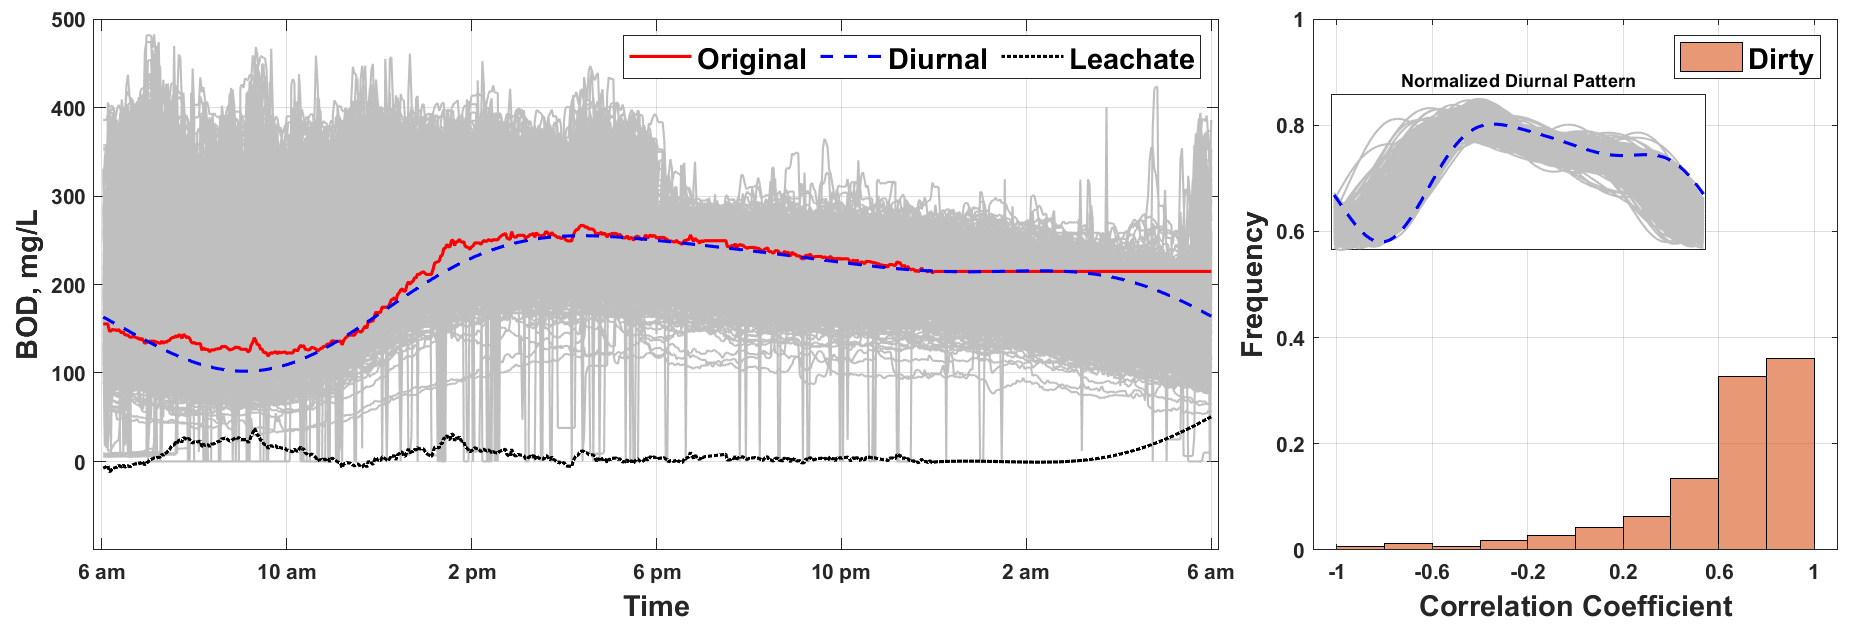 500
400
300
200
100
0
BOD, mg/L
Original Diurnal Leachate
6 am 10 am 2 pm 6 pm 10 pm 2 am 6 am
Time
1
0.8
0.6
0.4
0.2
0
Frequency
Dirty
Normalized Diurnal Pattern
-1 -0.6 -0.2 0.2 0.6 1
Correlation Coefficient